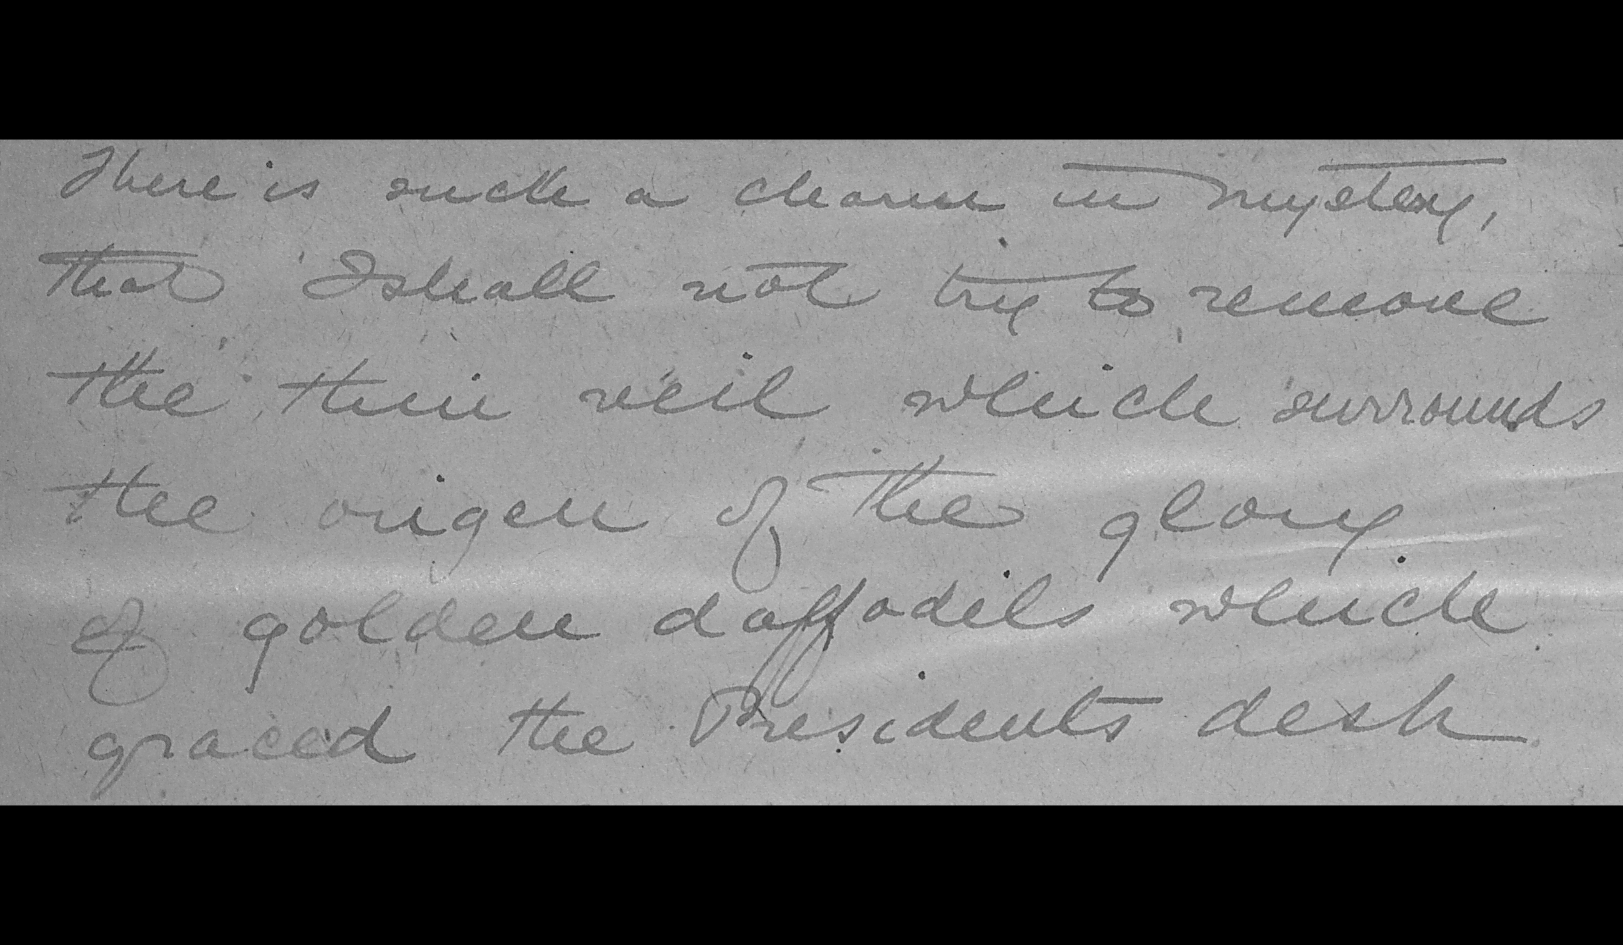 There is such a charm in mystery,
that I shall not try to remove
the thin veil which surrounds
the origen of the glory
of golden daffodils which
graced the Presidents desk